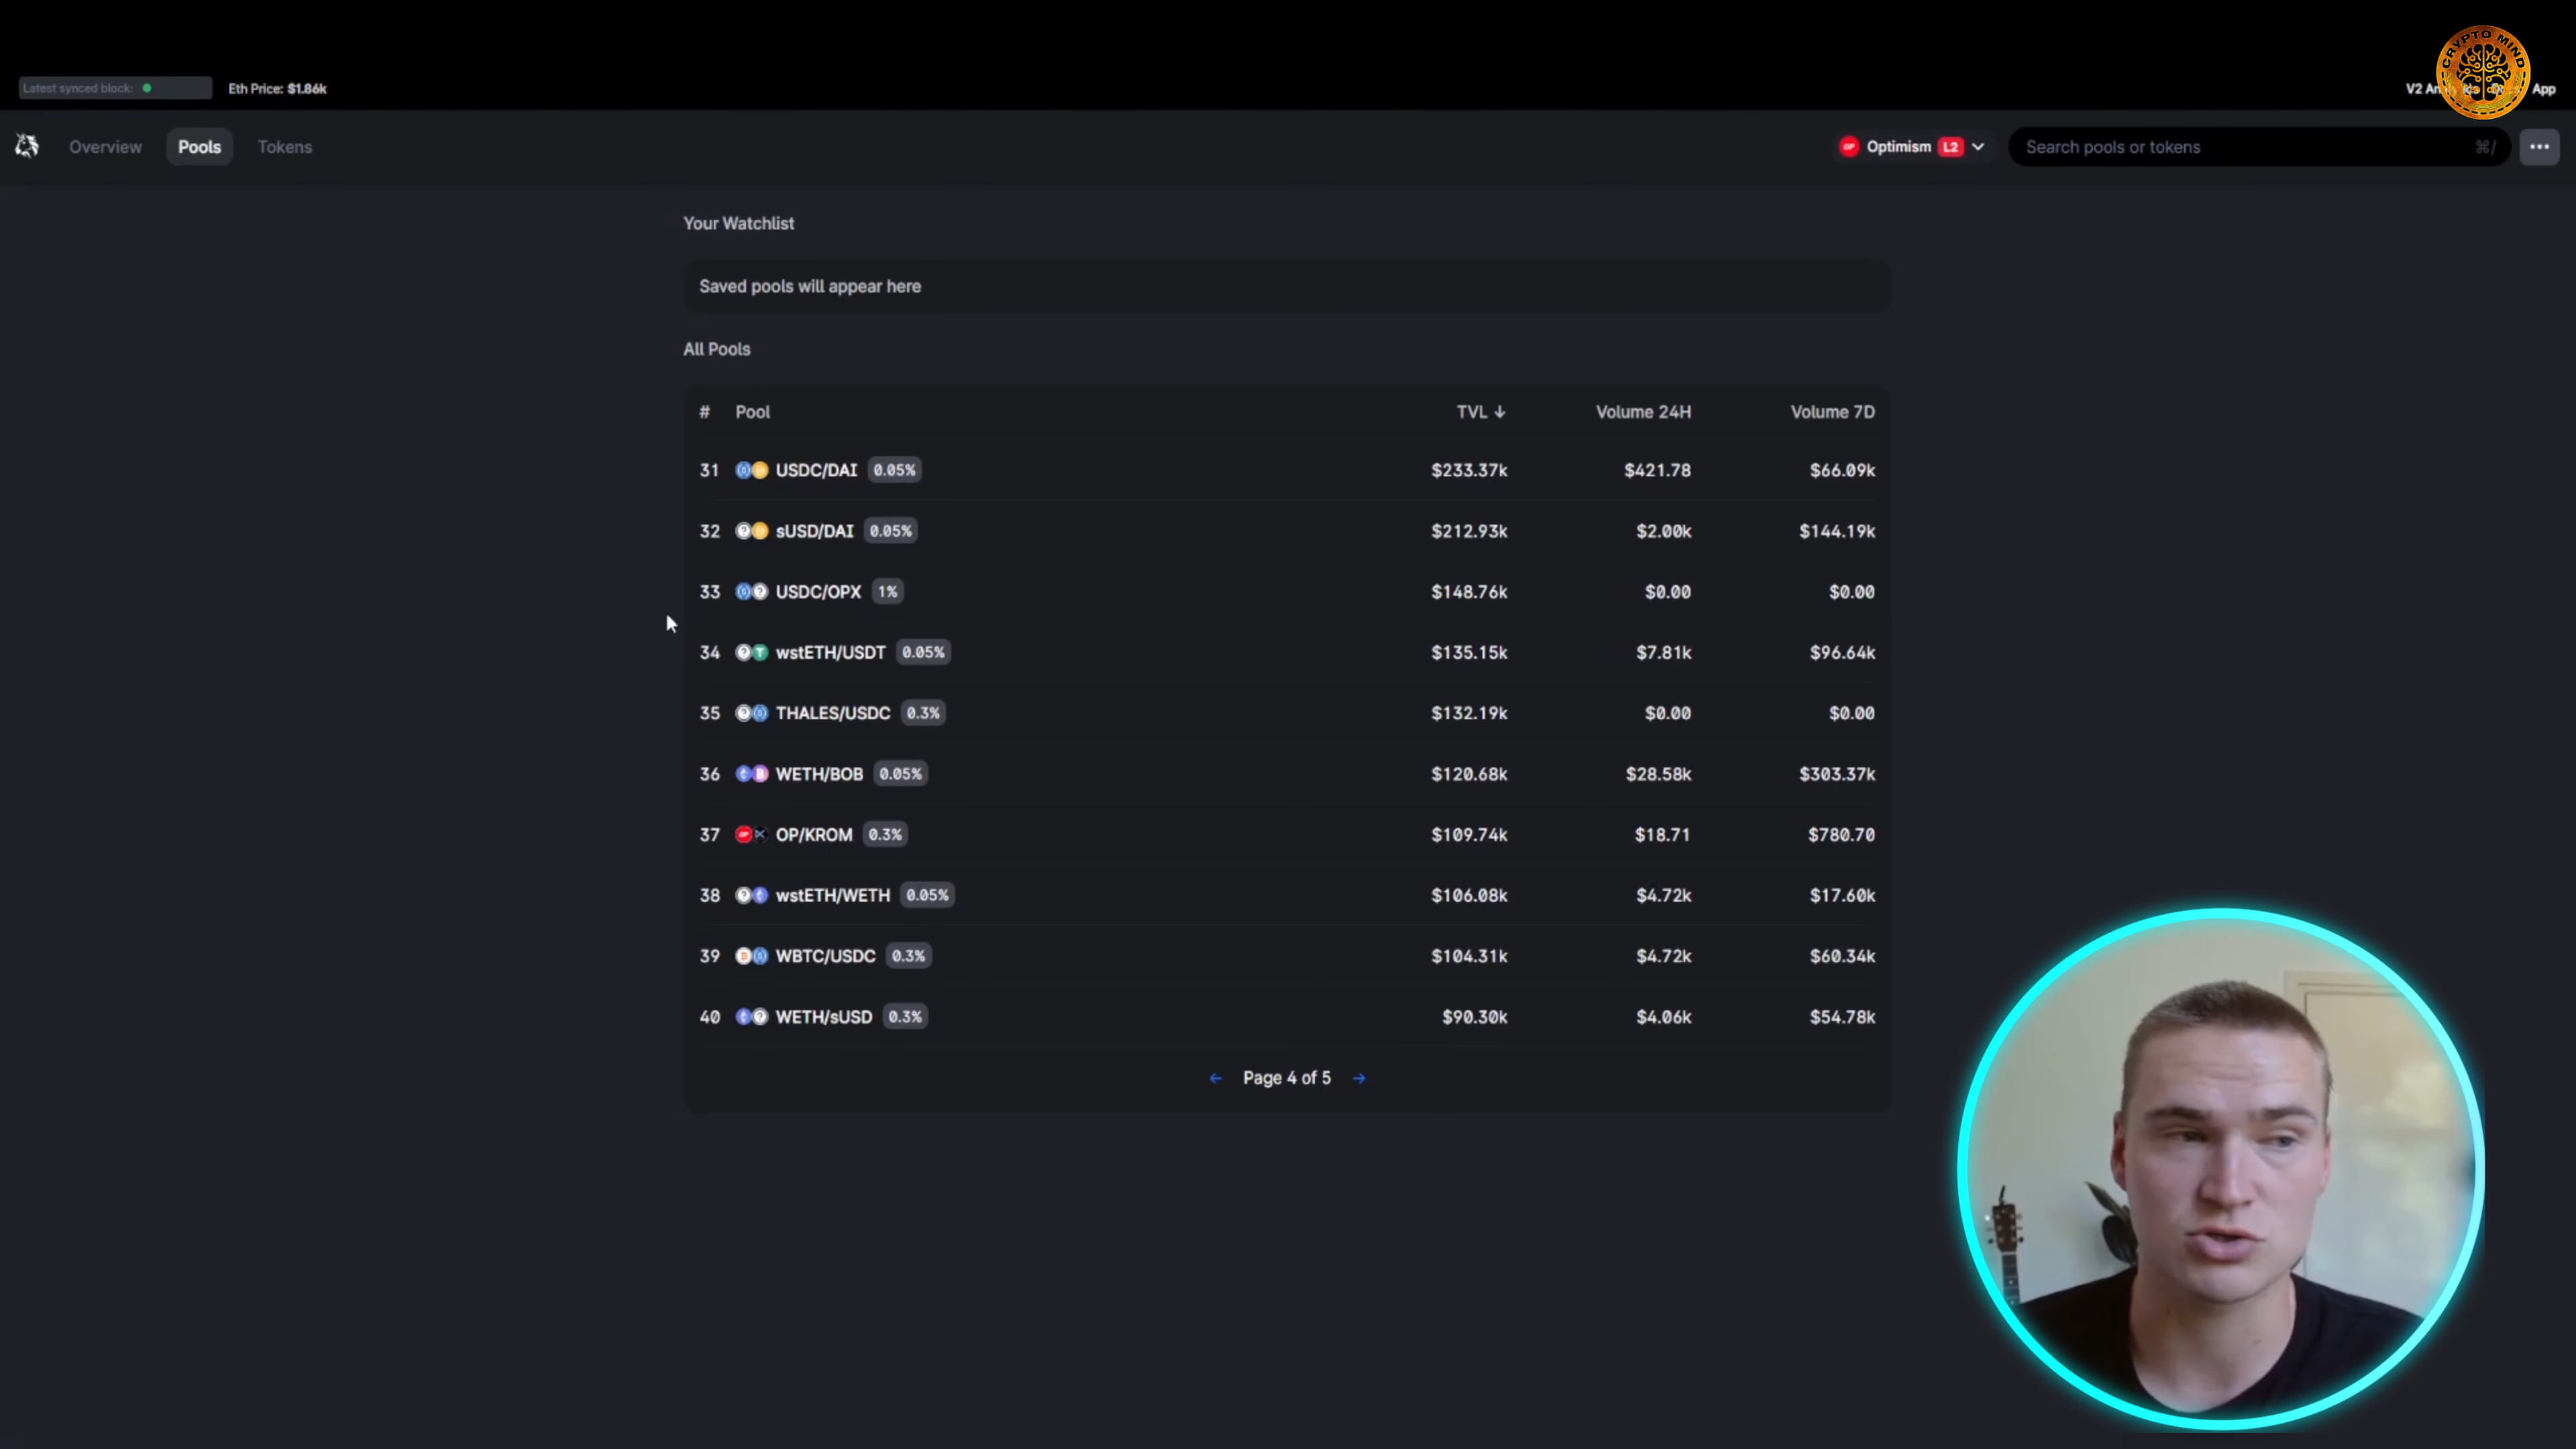 CRYPTO MIND
Latest synced block:
Eth Price: $1.86k
V2 App
Overview Pools Tokens
OP Optimism L2
Search pools or tokens ⌘/
Your Watchlist
Saved pools will appear here
All Pools
# Pool TVL ↓ Volume 24H Volume 7D
31 USDC/DAI 0.05% $233.37k $421.78 $66.09k
32 sUSD/DAI 0.05% $212.93k $2.00k $144.19k
33 USDC/OPX 1% $148.76k $0.00 $0.00
34 wstETH/USDT 0.05% $135.15k $7.81k $96.64k
35 THALES/USDC 0.3% $132.19k $0.00 $0.00
36 WETH/BOB 0.05% $120.68k $28.58k $303.37k
37 OP/KROM 0.3% $109.74k $18.71 $780.70
38 wstETH/WETH 0.05% $106.08k $4.72k $17.60k
39 WBTC/USDC 0.3% $104.31k $4.72k $60.34k
40 WETH/sUSD 0.3% $90.30k $4.06k $54.78k
← Page 4 of 5 →